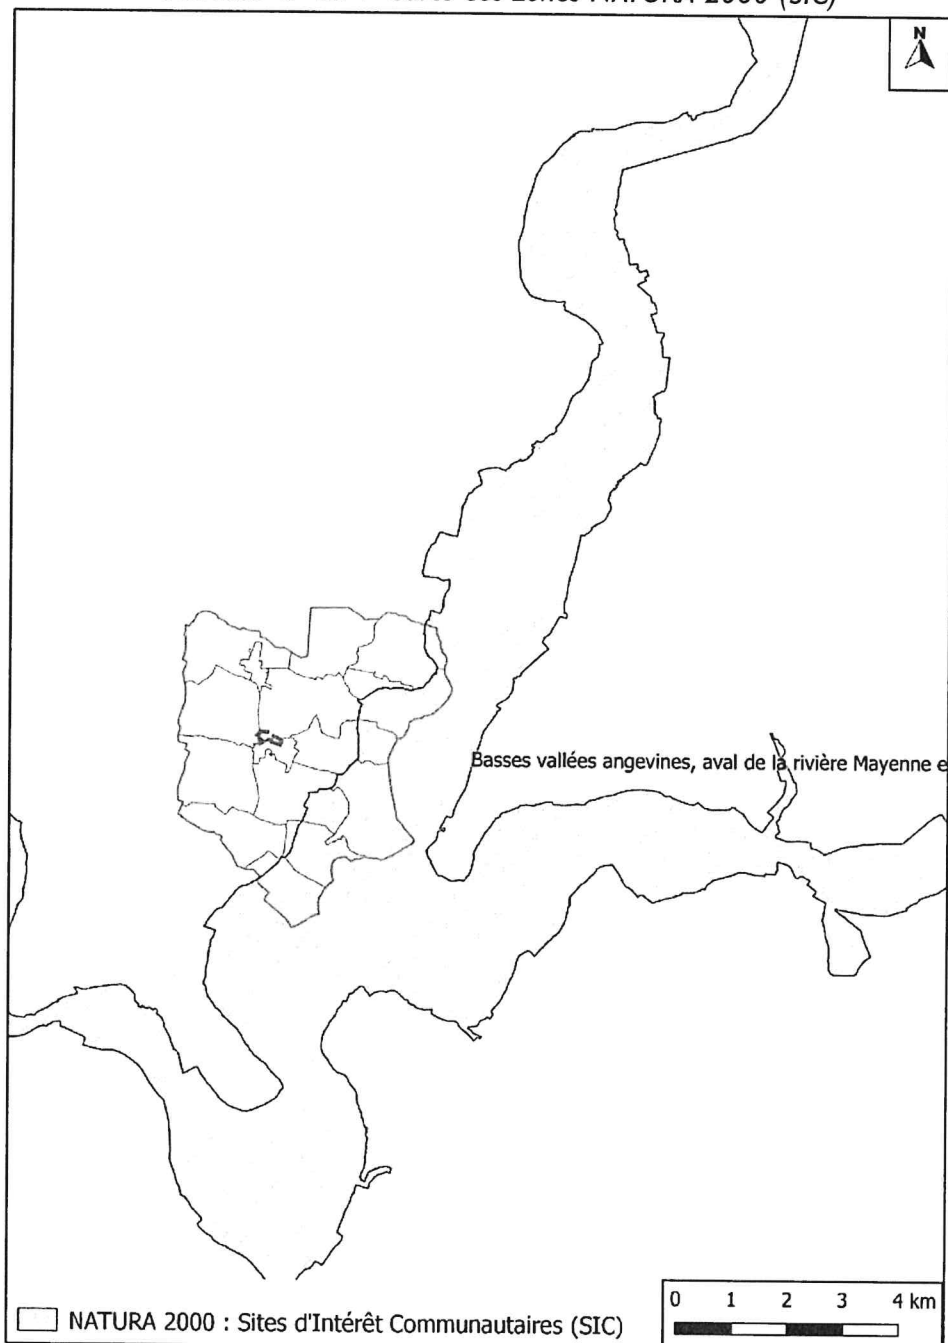 des zones NATURA 2000 (SIC)
N
Basses vallées angevines, aval de la rivière Mayenne e
0 1 2 3 4 km
NATURA 2000 : Sites d'Intérêt Communautaires (SIC)